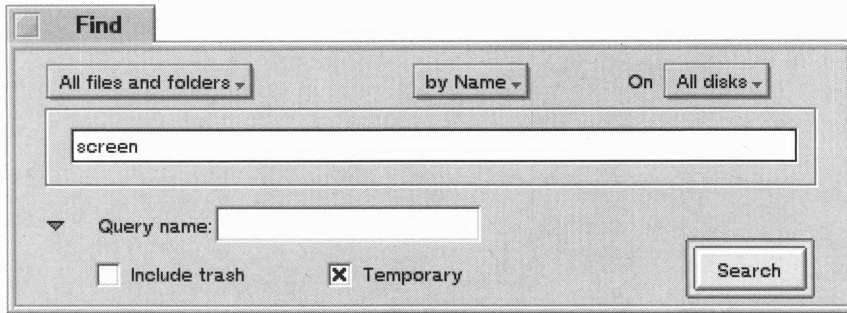 Find
All files and folders by Name On All disks
screen
Query name:
Include trash Temporary
Search